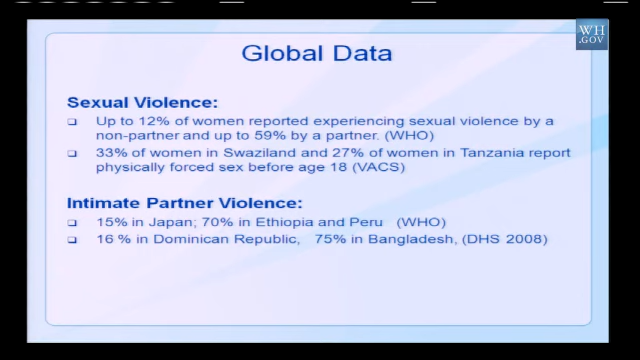 WH
.GOV
Global Data
Sexual Violence:
Up to 12% of women reported experiencing sexual violence by a
non-partner and up to 59% by a partner. (WHO)
33% of women in Swaziland and 27% of women in Tanzania report
physically forced sex before age 18 (VACS)
Intimate Partner Violence:
15% in Japan; 70% in Ethiopia and Peru (WHO)
16 % in Dominican Republic, 75% in Bangladesh, (DHS 2008)